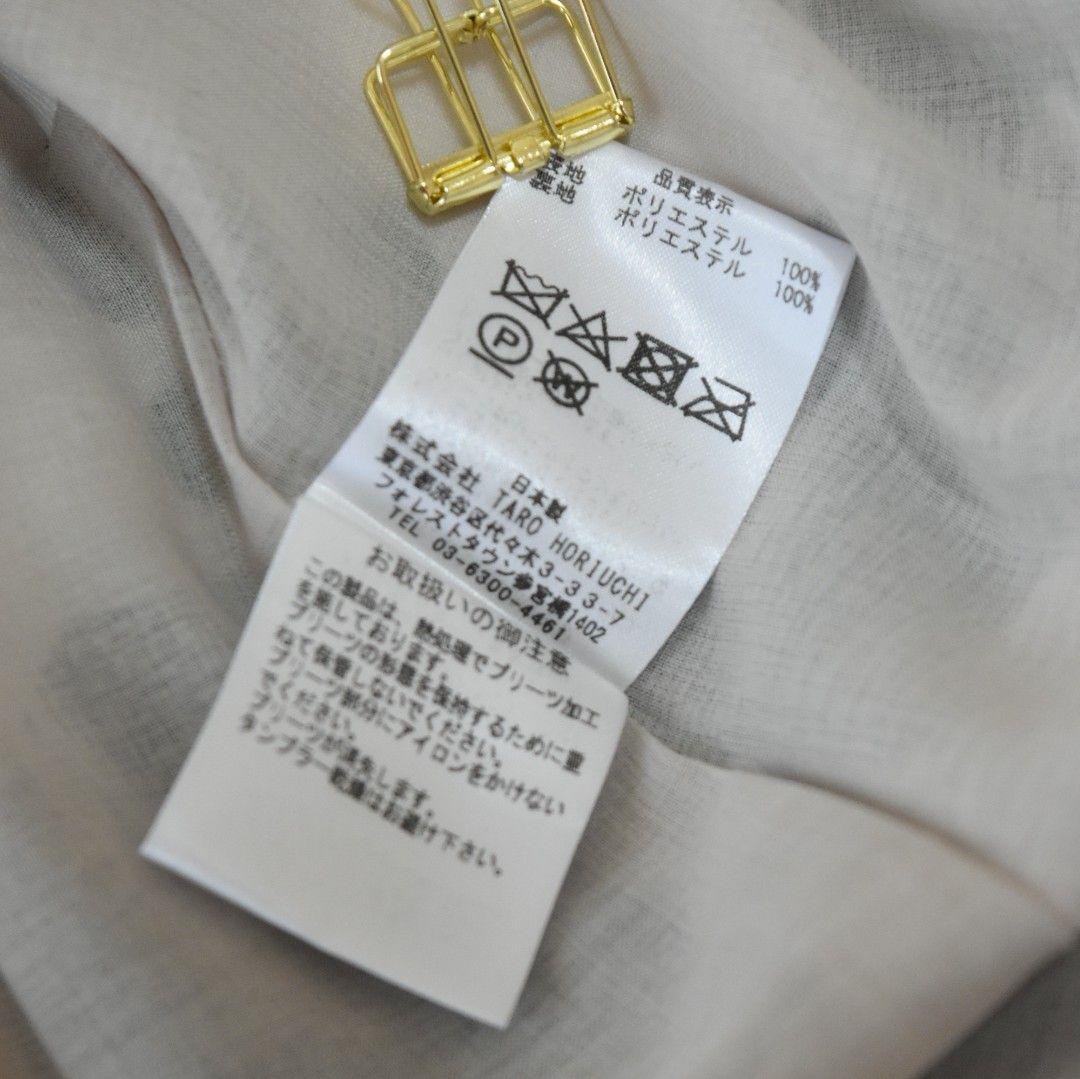 品質表示
表地 ポリエステル 100%
裏地 ポリエステル 100%
P
W
日本製
株式会社 TARO HORIUCHI
東京都渋谷区代々木3-33-7
フォレストタウン参宮橋1402
TEL 03-6300-4461
お取扱いの御注意
この製品は、熱処理でプリーツ加工
を施しております。
プリーツの形態を保持するために重
ねて保管しないでください。
プリーツ部分にアイロンをかけない
でください。
プリーツが消失します。
タンブラー乾燥はお避け下さい。